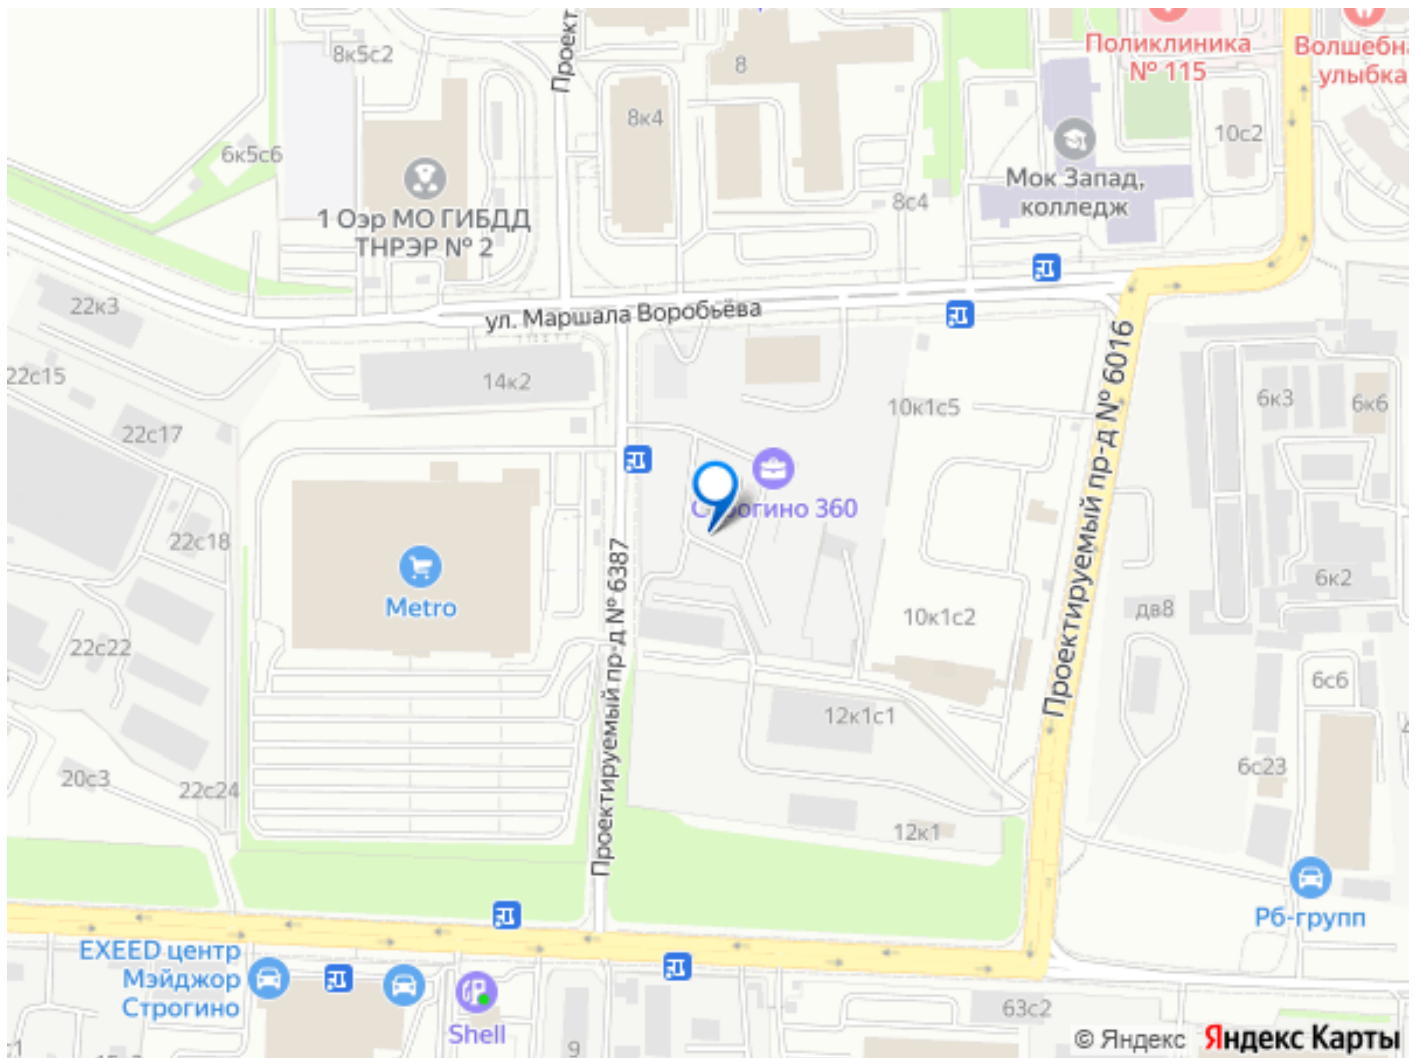 8к5с2
Проект
8
Поликлиника
№ 115
Волшебна
улыбка
8к4
10с2
6к5с6
Мок Запад,
колледж
1 Оэр МО ГИБДД
ТНРЭР № 2
8с4
22к3
ул. Маршала Воробьёва
Проектируемый пр-д № 6016
22с15
14к2
10к1с5
6к3
6к6
22с17
Строгино 360
22с18
Проектируемый пр-д № 6387
Metro
6к2
дв8
10к1с2
22с22
6с6
12к1с1
20с3
22с24
6с23
12к1
Рб-групп
EXEED центр
Мэйджор
Строгино
Shell
63с2
9
© Яндекс Яндекс Карты